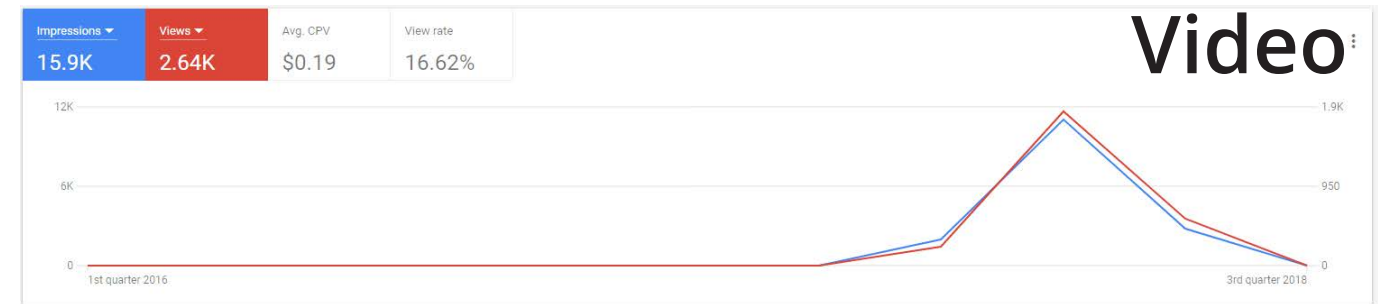 Impressions Views Avg. CPV View rate Video
15.9K 2.64K $0.19 16.62%
12K 1.9K
6K 950
0 0
1st quarter 2016 3rd quarter 2018